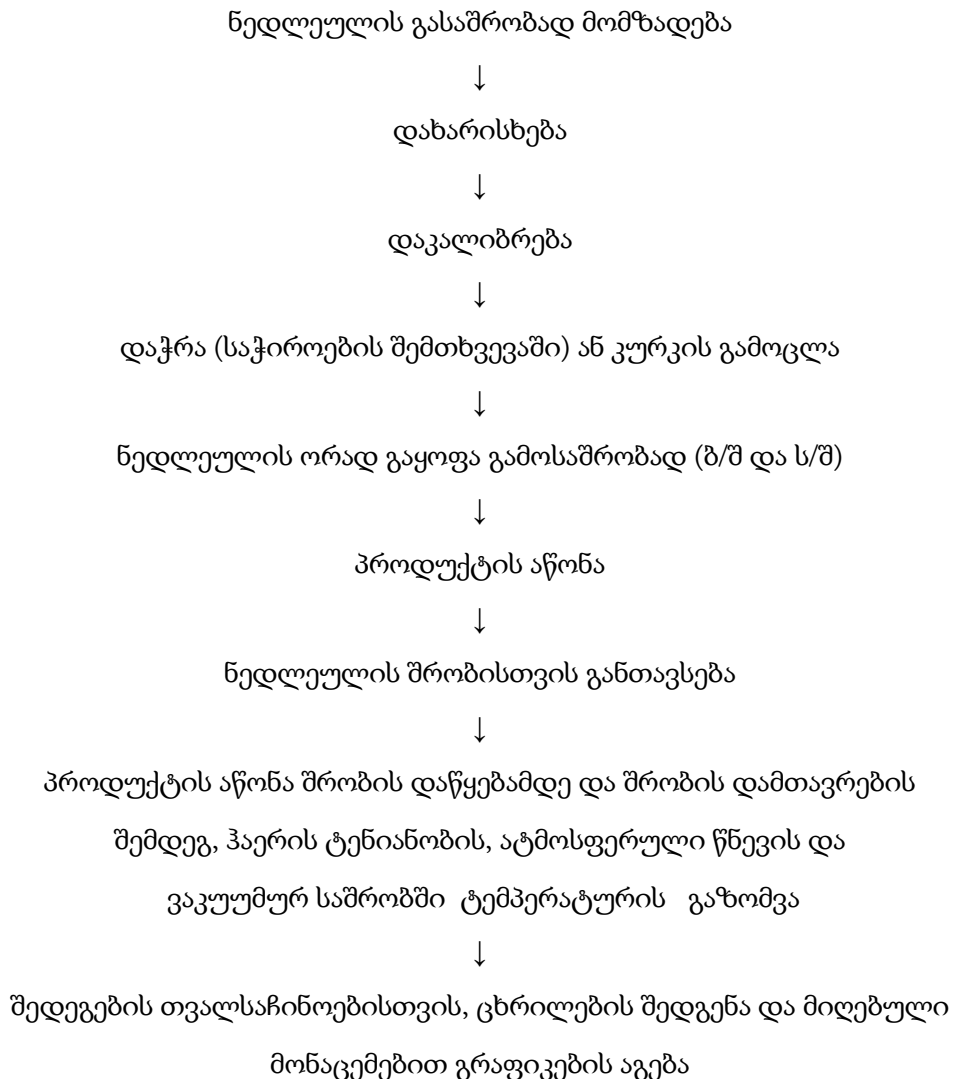 ნედლეულის გასაშრობად მომზადება
↓
დახარისხება
↓
დაკალიბრება
↓
დაჭრა (საჭიროების შემთხვევაში) ან კურკის გამოცლა
↓
ნედლეულის ორად გაყოფა გამოსაშრობად (ბ/შ და ს/შ)
↓
პროდუქტის აწონა
↓
ნედლეულის შრობისთვის განთავსება
↓
პროდუქტის აწონა შრობის დაწყებამდე და შრობის დამთავრების
შემდეგ, ჰაერის ტენიანობის, ატმოსფერული წნევის და
ვაკუუმურ საშრობში ტემპერატურის გაზომვა
↓
შედეგების თვალსაჩინოებისთვის, ცხრილების შედგენა და მიღებული
მონაცემებით გრაფიკების აგება